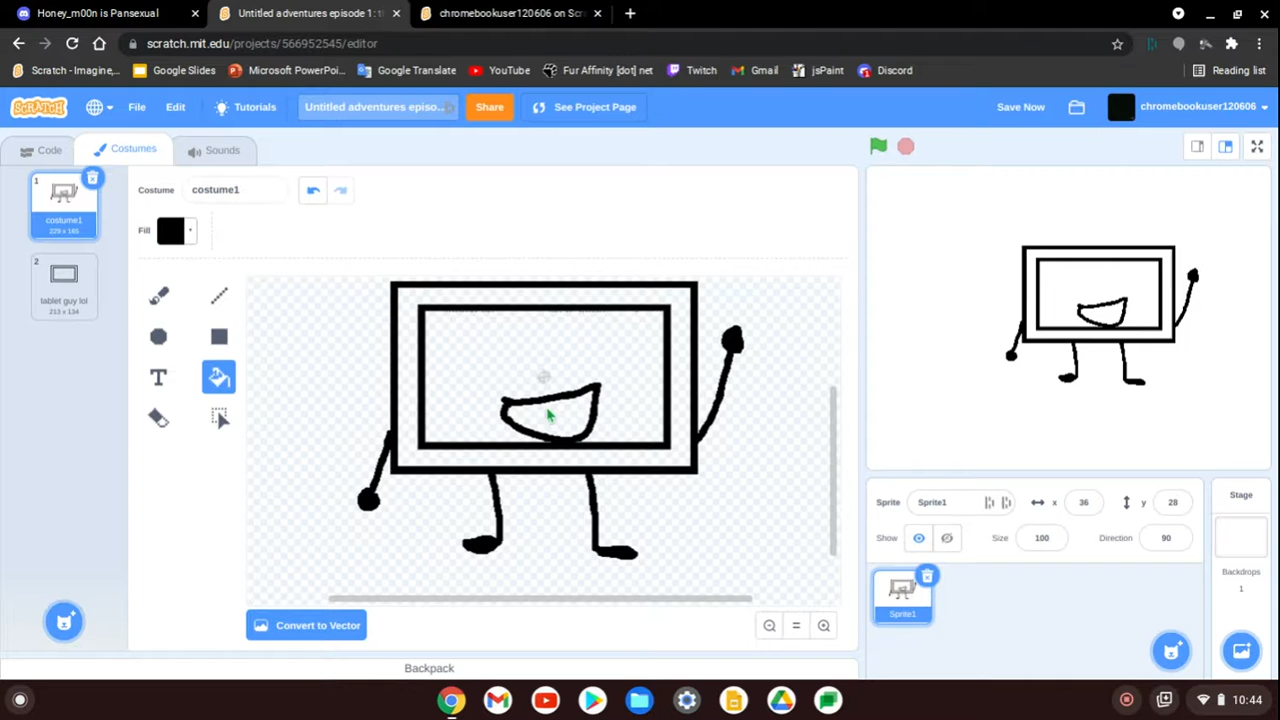 Honey_m00n is Pansexual
Untitled adventures episode 1: t
chromebookuser120606 on Scr
scratch.mit.edu/projects/566952545/editor
Scratch - Imagine,...
Google Slides
Microsoft PowerPoi...
Google Translate
YouTube
Fur Affinity [dot] net
Twitch
Gmail
jsPaint
Discord
Reading list
SCRATCH
File
Edit
Tutorials
Untitled adventures episo...
Share
See Project Page
Save Now
chromebookuser120606
Code
Costumes
Sounds
1
costume1
229 x 165
2
tablet guy lol
213 x 134
Costume
costume1
Fill
T
Convert to Vector
Backpack
Sprite
Sprite1
x
36
y
28
Show
Size
100
Direction
90
Sprite1
Stage
Backdrops
1
10:44